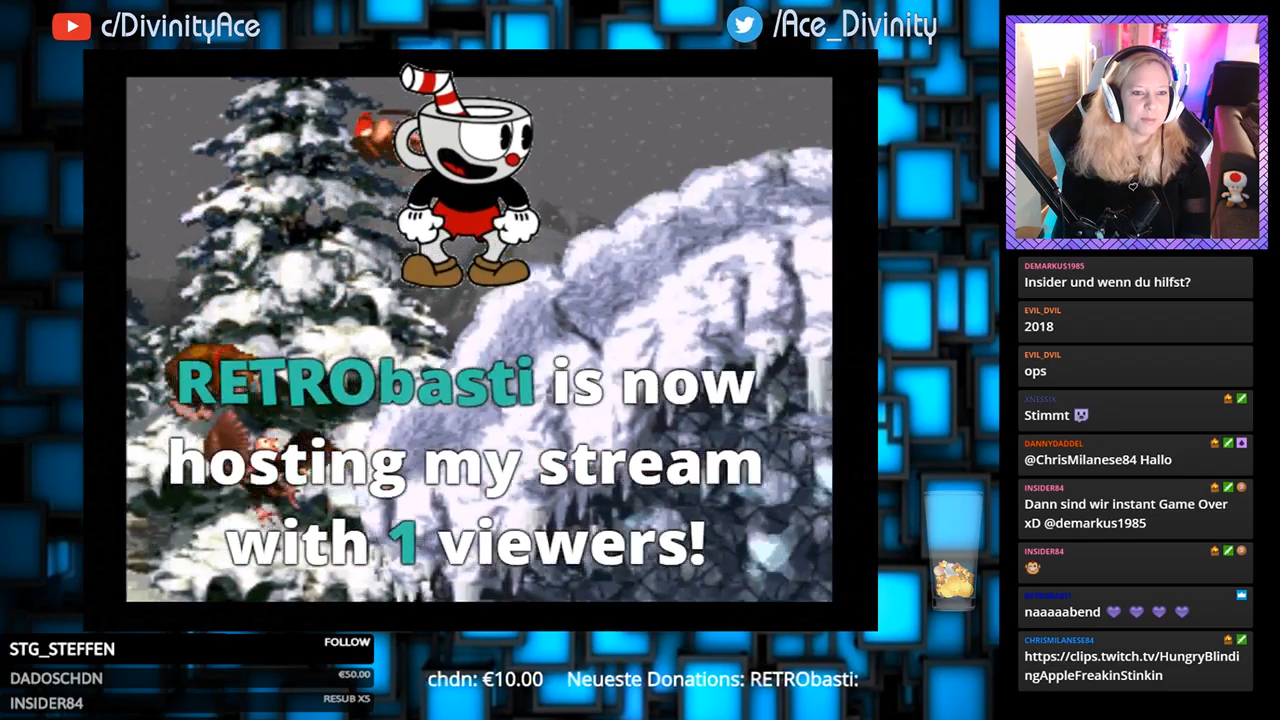 c/DivinityAce
/Ace_Divinity
RETRObasti is now
hosting my stream
with 1 viewers!
DEMARKUS1985
Insider und wenn du hilfst?
EVIL_DVIL
2018
EVIL_DVIL
ops
XNESSIX
Stimmt
DANNYDADDEL
@ChrisMilanese84 Hallo
INSIDER84
Dann sind wir instant Game Over
xD @demarkus1985
INSIDER84
RETROBASTI
naaaaabend
CHRISMILANESE84
https://clips.twitch.tv/HungryBlindi
ngAppleFreakinStinkin
STG_STEFFEN FOLLOW
DADOSCHDN €50.00
INSIDER84 RESUB X5
chdn: €10.00 Neueste Donations: RETRObasti: